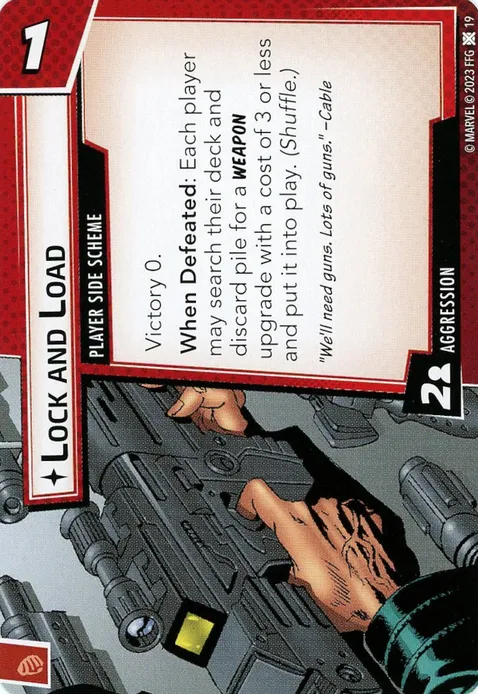 1
LOCK AND LOAD
PLAYER SIDE SCHEME
Victory 0.
When Defeated: Each player
may search their deck and
discard pile for a WEAPON
upgrade with a cost of 3 or less
and put it into play. (Shuffle.)
"We'll need guns. Lots of guns." –Cable
2
AGGRESSION
© MARVEL © 2023 FFG 19